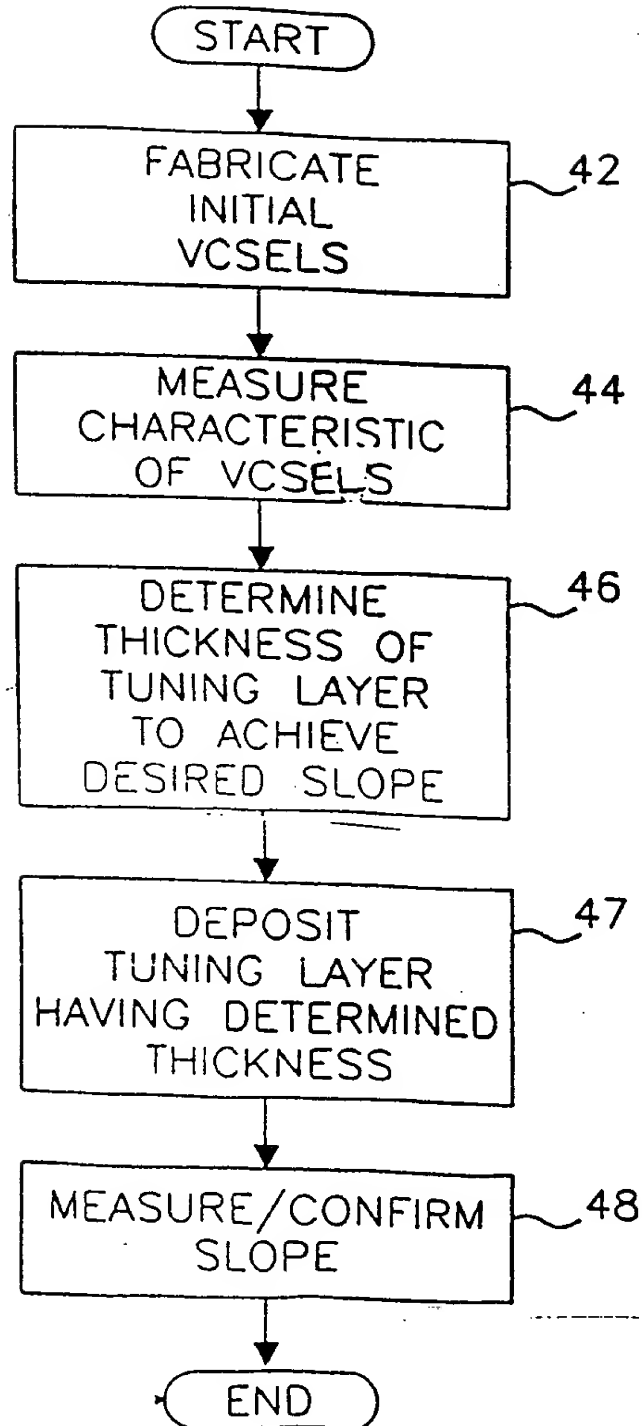 START
FABRICATE
INITIAL
VCSELS
42
MEASURE
CHARACTERISTIC
OF VCSELS
44
DETERMINE
THICKNESS OF
TUNING LAYER
TO ACHIEVE
DESIRED SLOPE
46
DEPOSIT
TUNING LAYER
HAVING DETERMINED
THICKNESS
47
MEASURE/CONFIRM
SLOPE
48
END